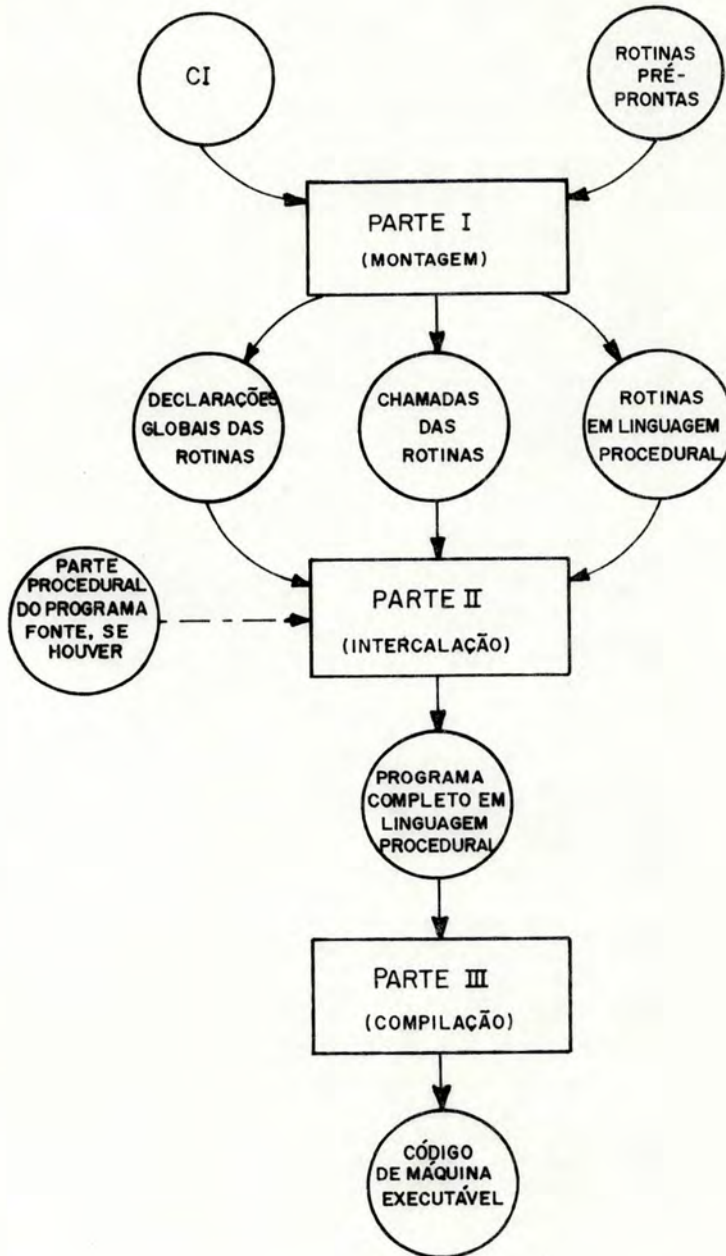 CI
ROTINAS
PRÉ-
PRONTAS
PARTE I
(MONTAGEM)
DECLARAÇÕES
GLOBAIS DAS
ROTINAS
CHAMADAS
DAS
ROTINAS
ROTINAS
EM LINGUAGEM
PROCEDURAL
PARTE
PROCEDURAL
DO PROGRAMA
FONTE, SE
HOUVER
PARTE II
(INTERCALAÇÃO)
PROGRAMA
COMPLETO EM
LINGUAGEM
PROCEDURAL
PARTE III
(COMPILAÇÃO)
CÓDIGO
DE MÁQUINA
EXECUTÁVEL